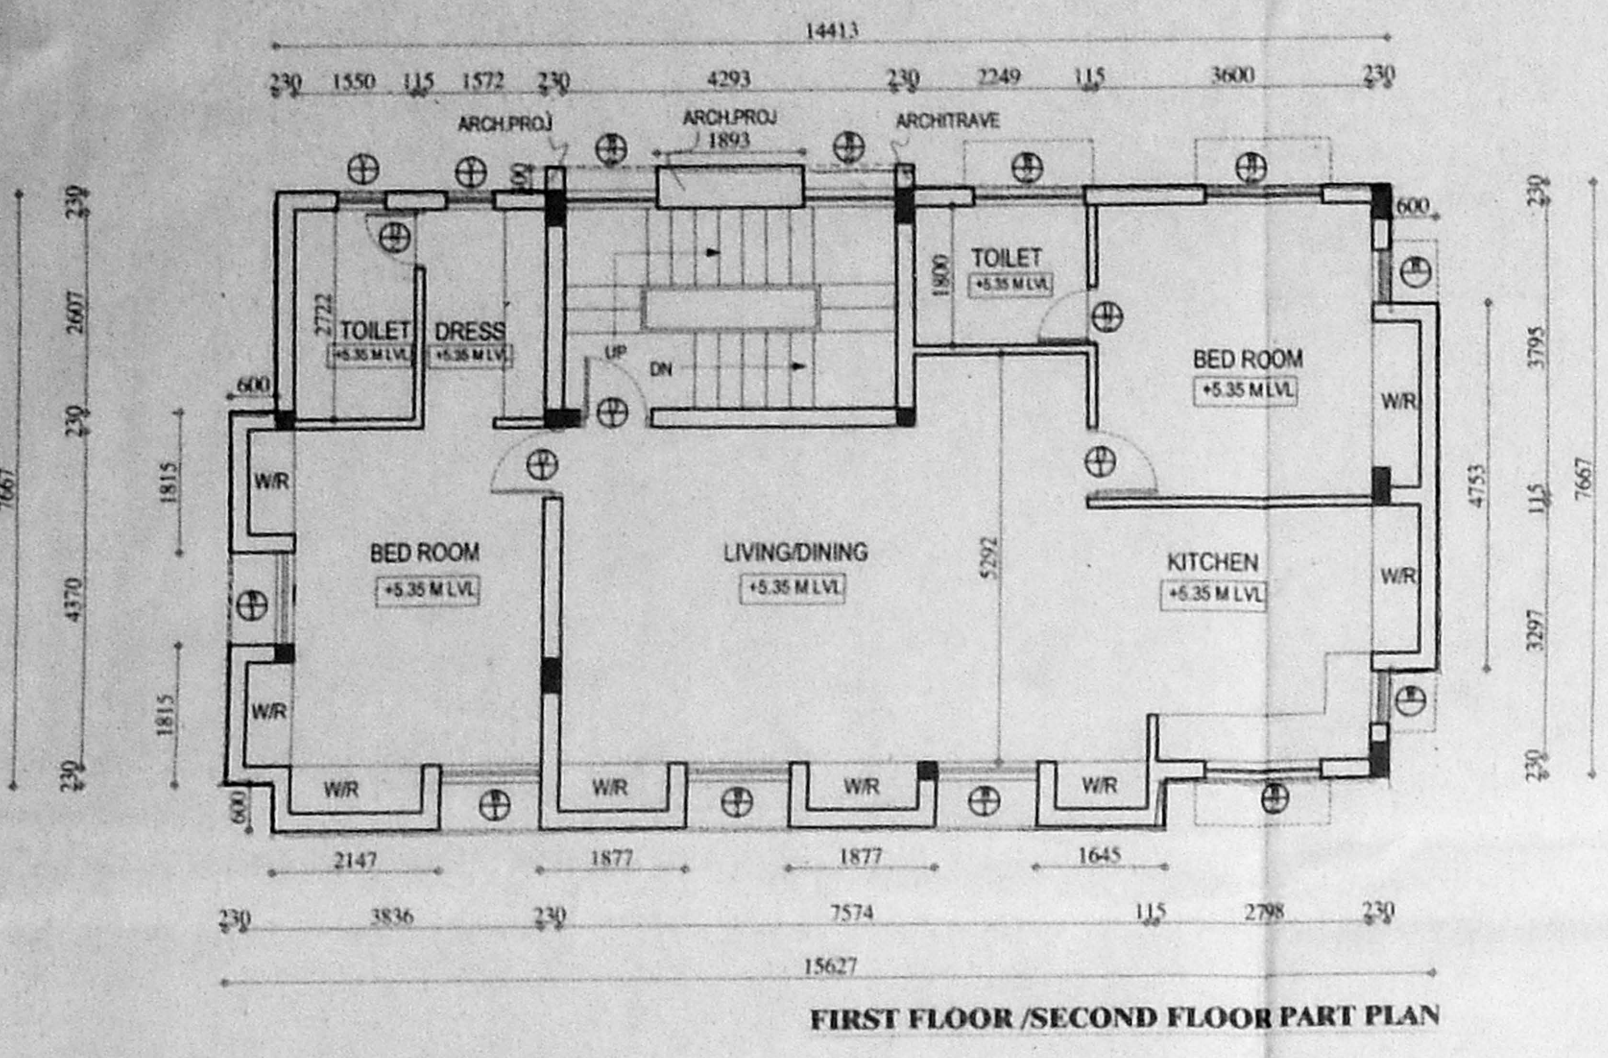 14413
230 1550 115 1572 230 4293 230 2249 115 3600 230
ARCH.PROJ ARCH.PROJ ARCHITRAVE
1893
230 230
600
TOILET
+5.35 M LVL
1800
2722
2607
TOILET DRESS
+5.35 M LVL +5.35 M LVL
UP
DN
BED ROOM
+5.35 M LVL
3795
W/R
600
230
1815
7667
W/R
4753
115
7667
BED ROOM
+5.35 M LVL
LIVING/DINING
+5.35 M LVL
5292
KITCHEN
+5.35 M LVL
W/R
4370
3297
1815
W/R
230
600
W/R W/R W/R W/R
230
2147 1877 1877 1645
230 3836 230 7574 115 2798 230
15627
FIRST FLOOR /SECOND FLOOR PART PLAN